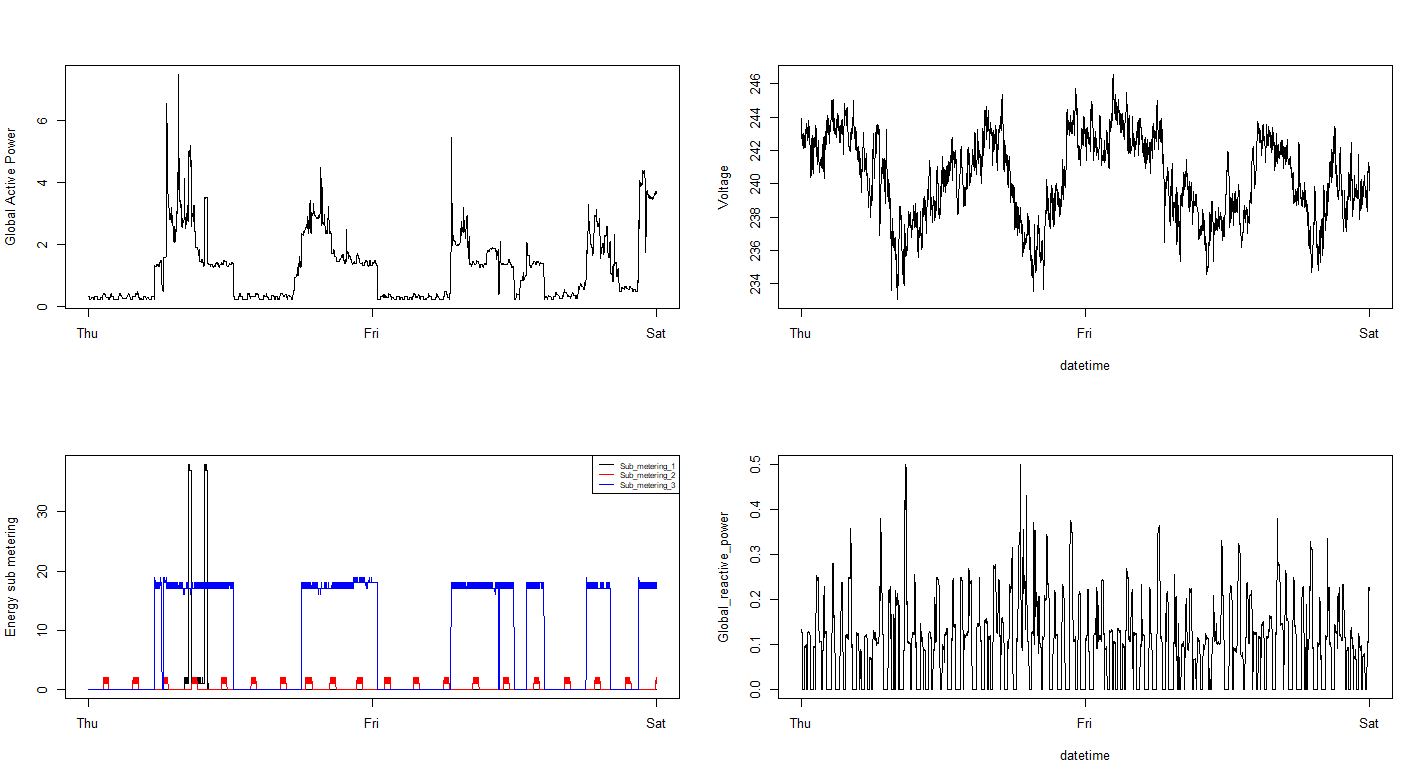 Global Active Power
0
2
4
6
Thu
Fri
Sat
Voltage
234
236
238
240
242
244
246
Thu
Fri
Sat
datetime
Energy sub metering
0
10
20
30
Sub_metering_1
Sub_metering_2
Sub_metering_3
Thu
Fri
Sat
Global_reactive_power
0.0
0.1
0.2
0.3
0.4
0.5
Thu
Fri
Sat
datetime